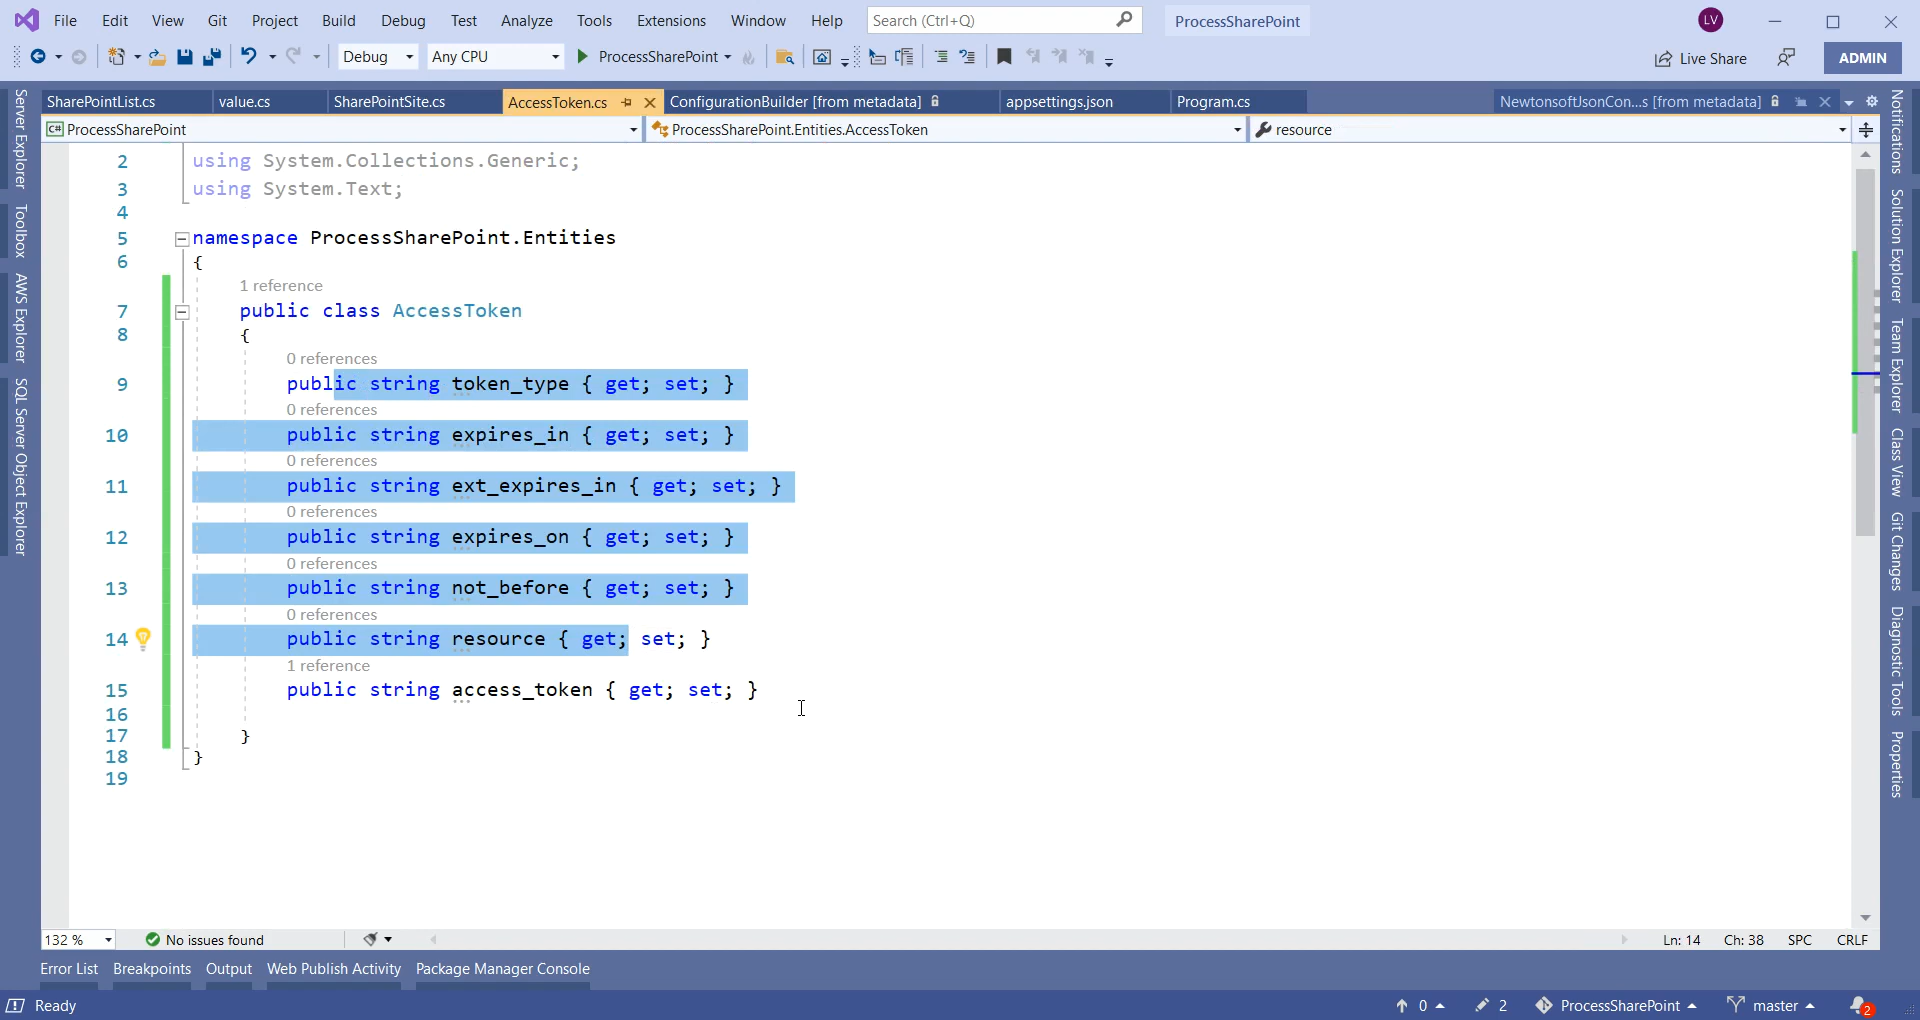 File Edit View Git Project Build Debug Test Analyze Tools Extensions Window Help Search (Ctrl+Q) ProcessSharePoint LV
Debug Any CPU ProcessSharePoint Live Share ADMIN
SharePointList.cs value.cs SharePointSite.cs AccessToken.cs ConfigurationBuilder [from metadata] appsettings.json Program.cs NewtonsoftJsonCon...s [from metadata]
C# ProcessSharePoint ProcessSharePoint.Entities.AccessToken resource
Server Explorer
Toolbox
AWS Explorer
SQL Server Object Explorer
2 using System.Collections.Generic;
3 using System.Text;
4
5 namespace ProcessSharePoint.Entities
6 {
1 reference
7 public class AccessToken
8 {
0 references
9 public string token_type { get; set; }
0 references
10 public string expires_in { get; set; }
0 references
11 public string ext_expires_in { get; set; }
0 references
12 public string expires_on { get; set; }
0 references
13 public string not_before { get; set; }
0 references
14 public string resource { get; set; }
1 reference
15 public string access_token { get; set; }
16
17 }
18 }
19
Notifications
Solution Explorer
Team Explorer
Class View
Git Changes
Diagnostic Tools
Properties
132 % No issues found Ln: 14 Ch: 38 SPC CRLF
Error List Breakpoints Output Web Publish Activity Package Manager Console
Ready 0 2 ProcessSharePoint master 2